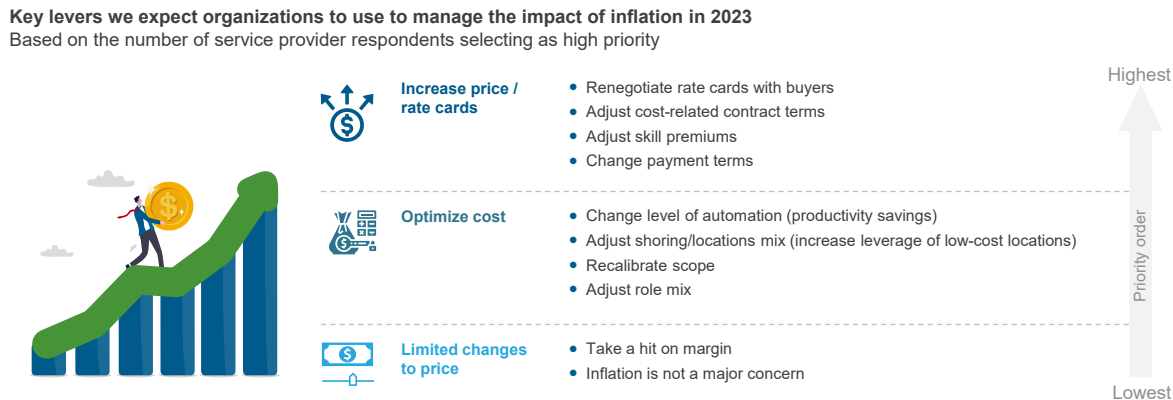 Key levers we expect organizations to use to manage the impact of inflation in 2023
Based on the number of service provider respondents selecting as high priority
Highest
Increase price /
rate cards
• Renegotiate rate cards with buyers
• Adjust cost-related contract terms
• Adjust skill premiums
• Change payment terms
Optimize cost
• Change level of automation (productivity savings)
• Adjust shoring/locations mix (increase leverage of low-cost locations)
• Recalibrate scope
• Adjust role mix
Priority order
Limited changes
to price
• Take a hit on margin
• Inflation is not a major concern
Lowest